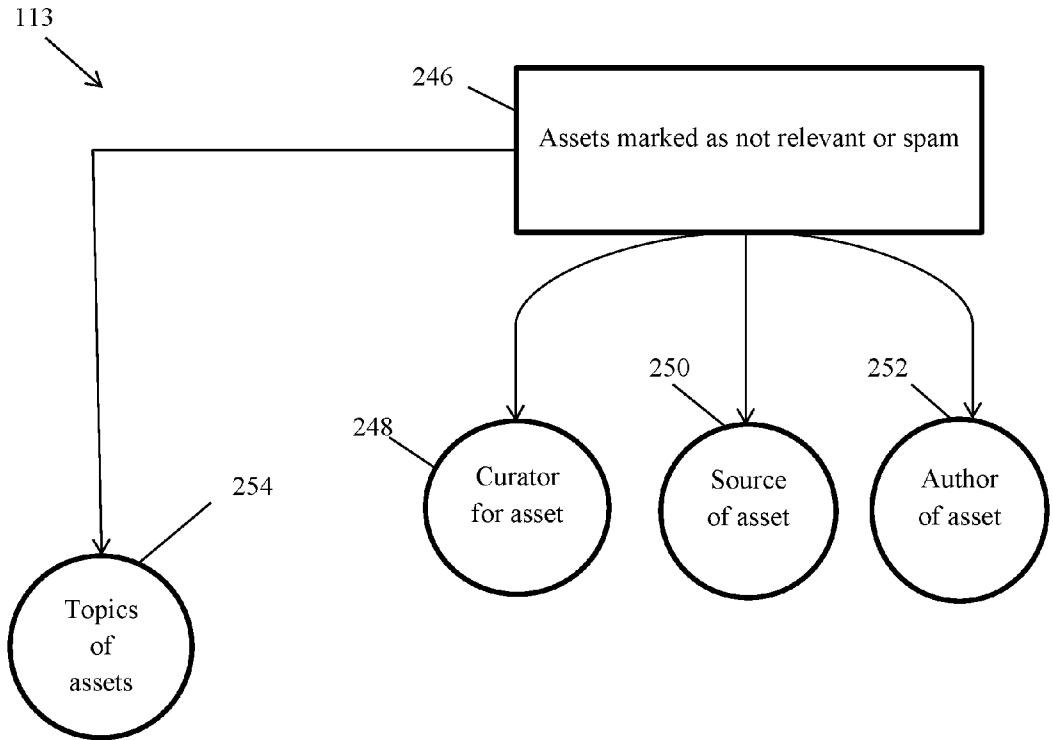 113
246
Assets marked as not relevant or spam
248
Curator
for asset
250
Source
of asset
252
Author
of asset
254
Topics
of
assets